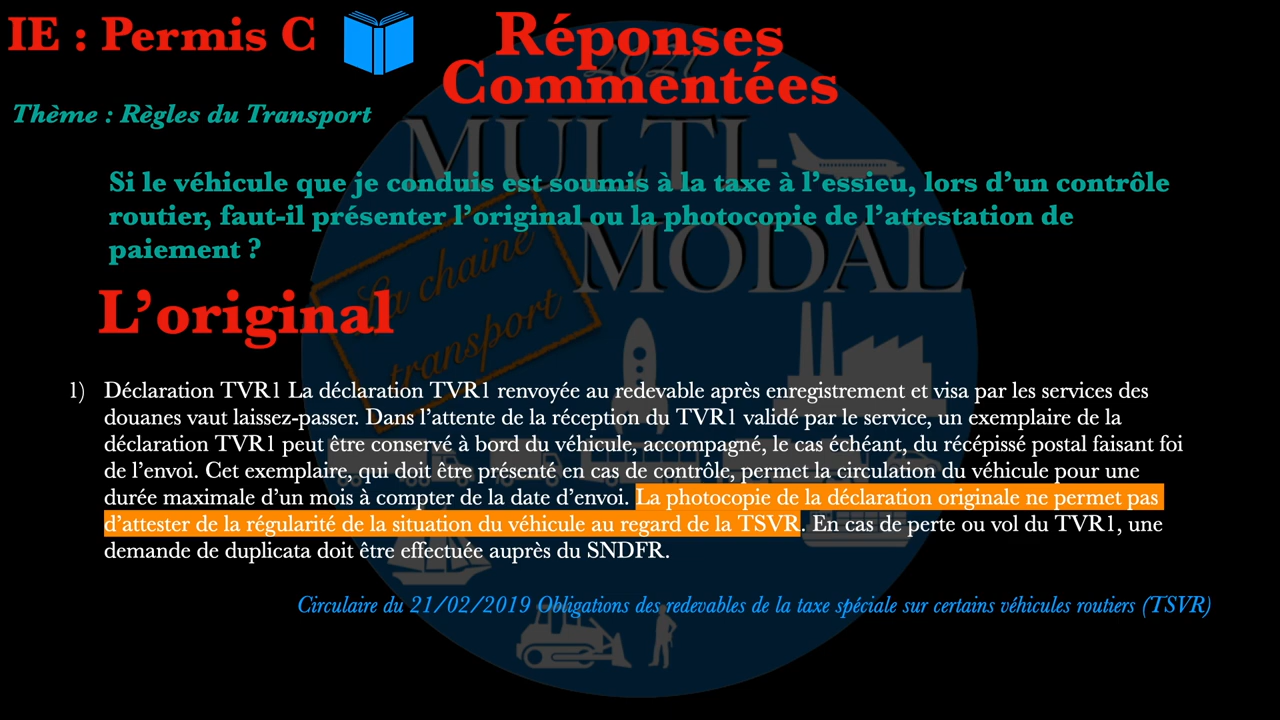 IE : Permis C
Réponses
Commentées
2021
Thème : Règles du Transport
MULTI-
MODAL
La chaine
transport
Si le véhicule que je conduis est soumis à la taxe à l’essieu, lors d’un contrôle
routier, faut-il présenter l’original ou la photocopie de l’attestation de
paiement ?
L’original
1) Déclaration TVR1 La déclaration TVR1 renvoyée au redevable après enregistrement et visa par les services des
douanes vaut laissez-passer. Dans l’attente de la réception du TVR1 validé par le service, un exemplaire de la
déclaration TVR1 peut être conservé à bord du véhicule, accompagné, le cas échéant, du récépissé postal faisant foi
de l’envoi. Cet exemplaire, qui doit être présenté en cas de contrôle, permet la circulation du véhicule pour une
durée maximale d’un mois à compter de la date d’envoi. La photocopie de la déclaration originale ne permet pas
d’attester de la régularité de la situation du véhicule au regard de la TSVR. En cas de perte ou vol du TVR1, une
demande de duplicata doit être effectuée auprès du SNDFR.
Circulaire du 21/02/2019 Obligations des redevables de la taxe spéciale sur certains véhicules routiers (TSVR)